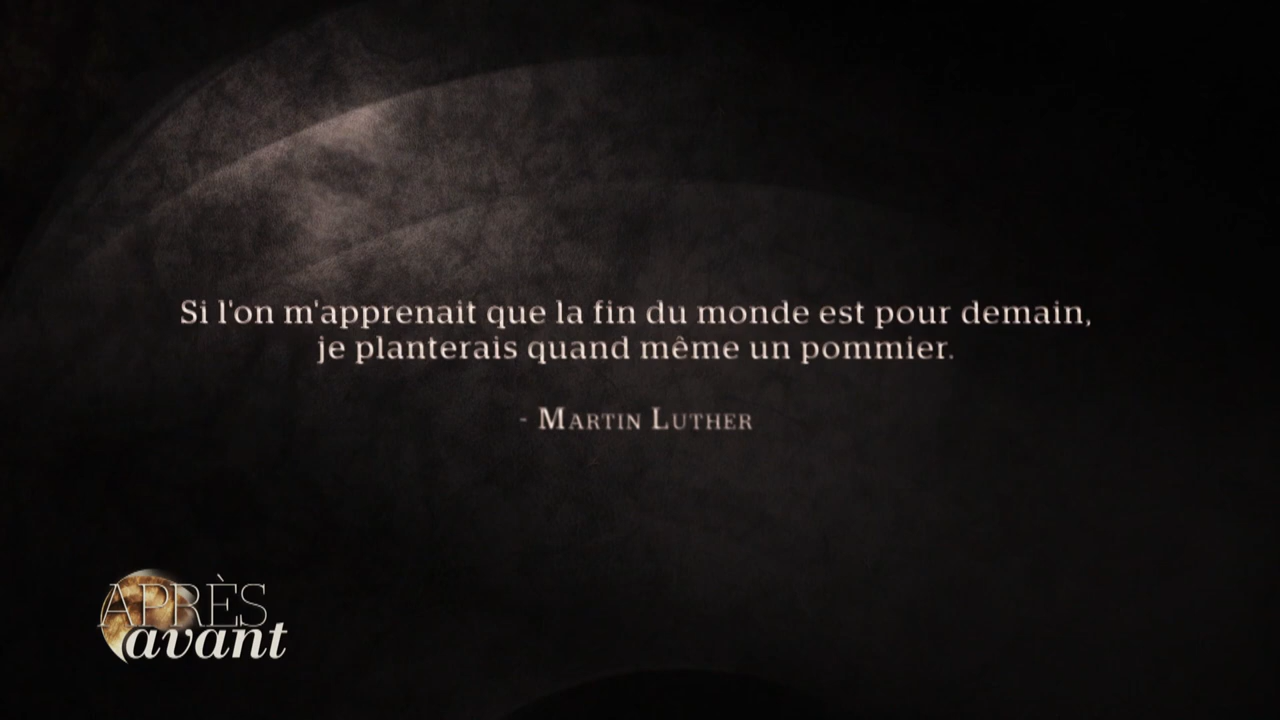 Si l'on m'apprenait que la fin du monde est pour demain,
je planterais quand même un pommier.
- MARTIN LUTHER
APRÈS
avant